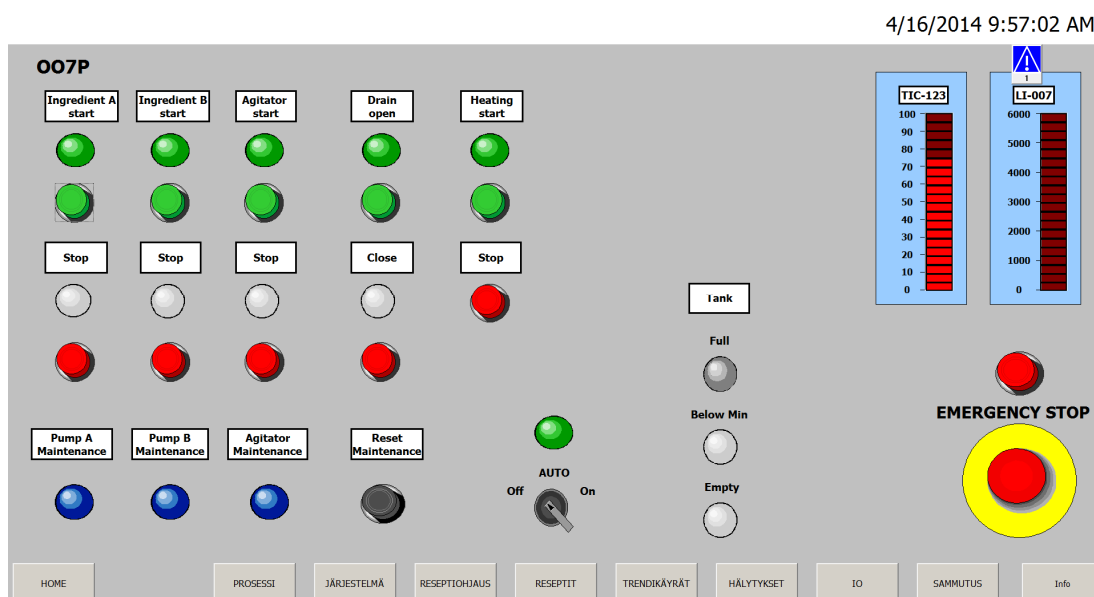 4/16/2014 9:57:02 AM
OO7P
1
Ingredient A
start
Ingredient B
start
Agitator
start
Drain
open
Heating
start
TIC-123
LI-007
100
90
80
70
60
50
40
30
20
10
0
6000
5000
4000
3000
2000
1000
0
Stop
Stop
Stop
Close
Stop
Tank
Full
Below Min
Empty
EMERGENCY STOP
Pump A
Maintenance
Pump B
Maintenance
Agitator
Maintenance
Reset
Maintenance
AUTO
Off
On
HOME
PROSESSI
JÄRJESTELMÄ
RESEPTIOHJAUS
RESEPTIT
TRENDIKÄYRÄT
HÄLYTYKSET
IO
SAMMUTUS
Info